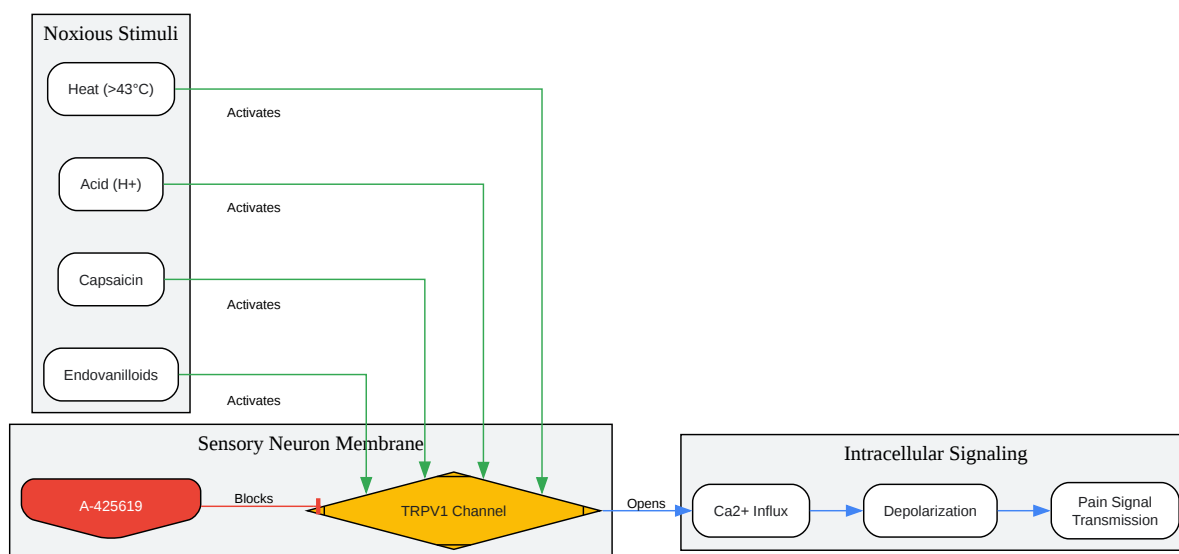 Noxious Stimuli
Heat (>43°C)
Activates
Acid (H+)
Activates
Capsaicin
Activates
Endovanilloids
Activates
Sensory Neuron Membrane
A-425619
Blocks
TRPV1 Channel
Opens
Intracellular Signaling
Ca2+ Influx
Depolarization
Pain Signal
Transmission